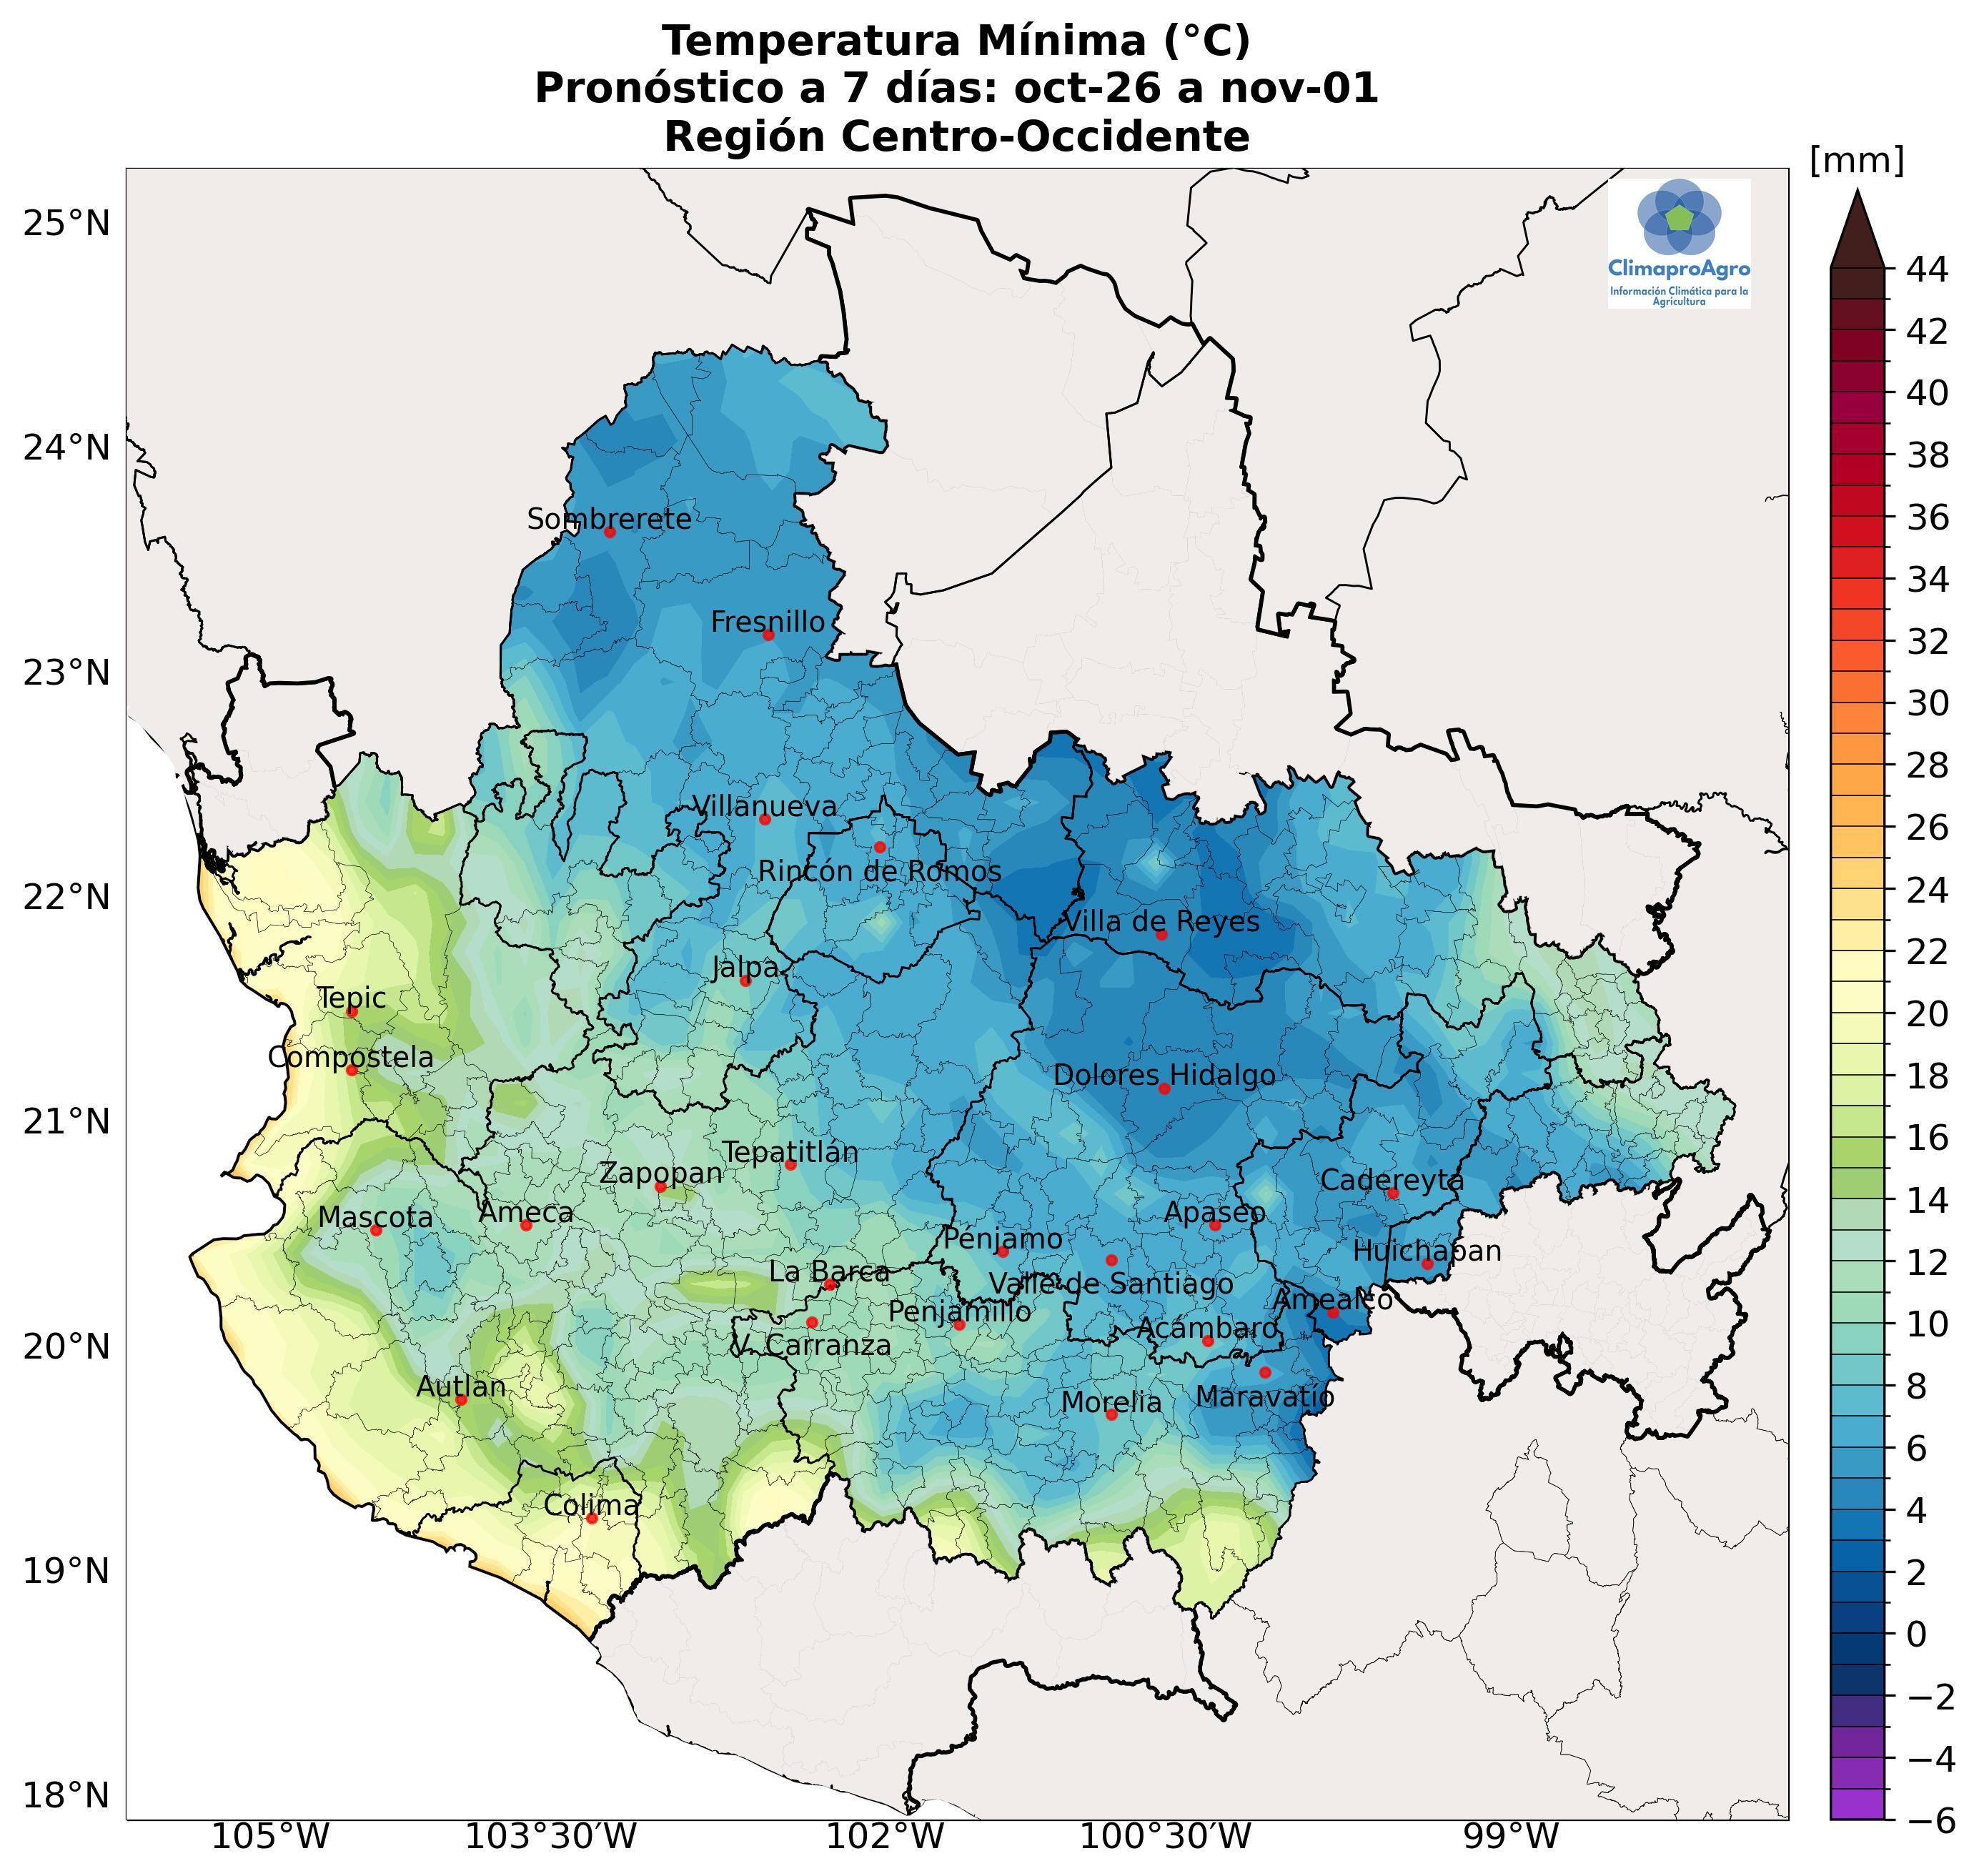 Temperatura Mínima (°C)
Pronóstico a 7 días: oct-26 a nov-01
Región Centro-Occidente
[mm]
ClimaproAgro
Información Climática para la
Agricultura
25°N
24°N
23°N
22°N
21°N
20°N
19°N
18°N
Sombrerete
Fresnillo
Villanueva
Rincón de Romos
Villa de Reyes
Jalpa
Tepic
Compostela
Dolores Hidalgo
Tepatitlán
Zapopan
Cadereyta
Mascota
Ameca
Apaseo
Penjamo
Huichapan
La Barca
Valle de Santiago
Amealco
Penjamillo
Acámbaro
V. Carranza
Autlan
Morelia
Maravatío
Colima
105°W
103°30'W
102°W
100°30'W
99°W
44
42
40
38
36
34
32
30
28
26
24
22
20
18
16
14
12
10
8
6
4
2
0
−2
−4
−6